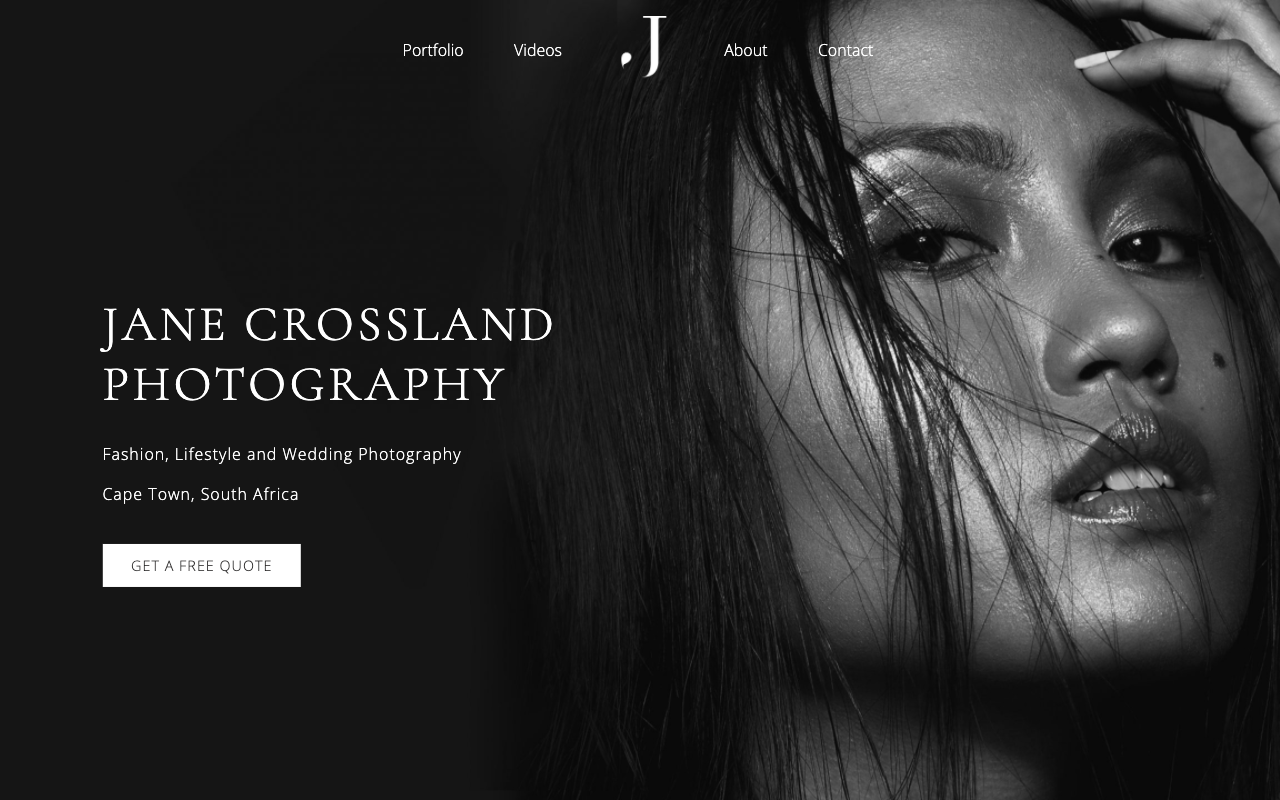 Portfolio Videos J About Contact
JANE CROSSLAND
PHOTOGRAPHY
Fashion, Lifestyle and Wedding Photography
Cape Town, South Africa
GET A FREE QUOTE